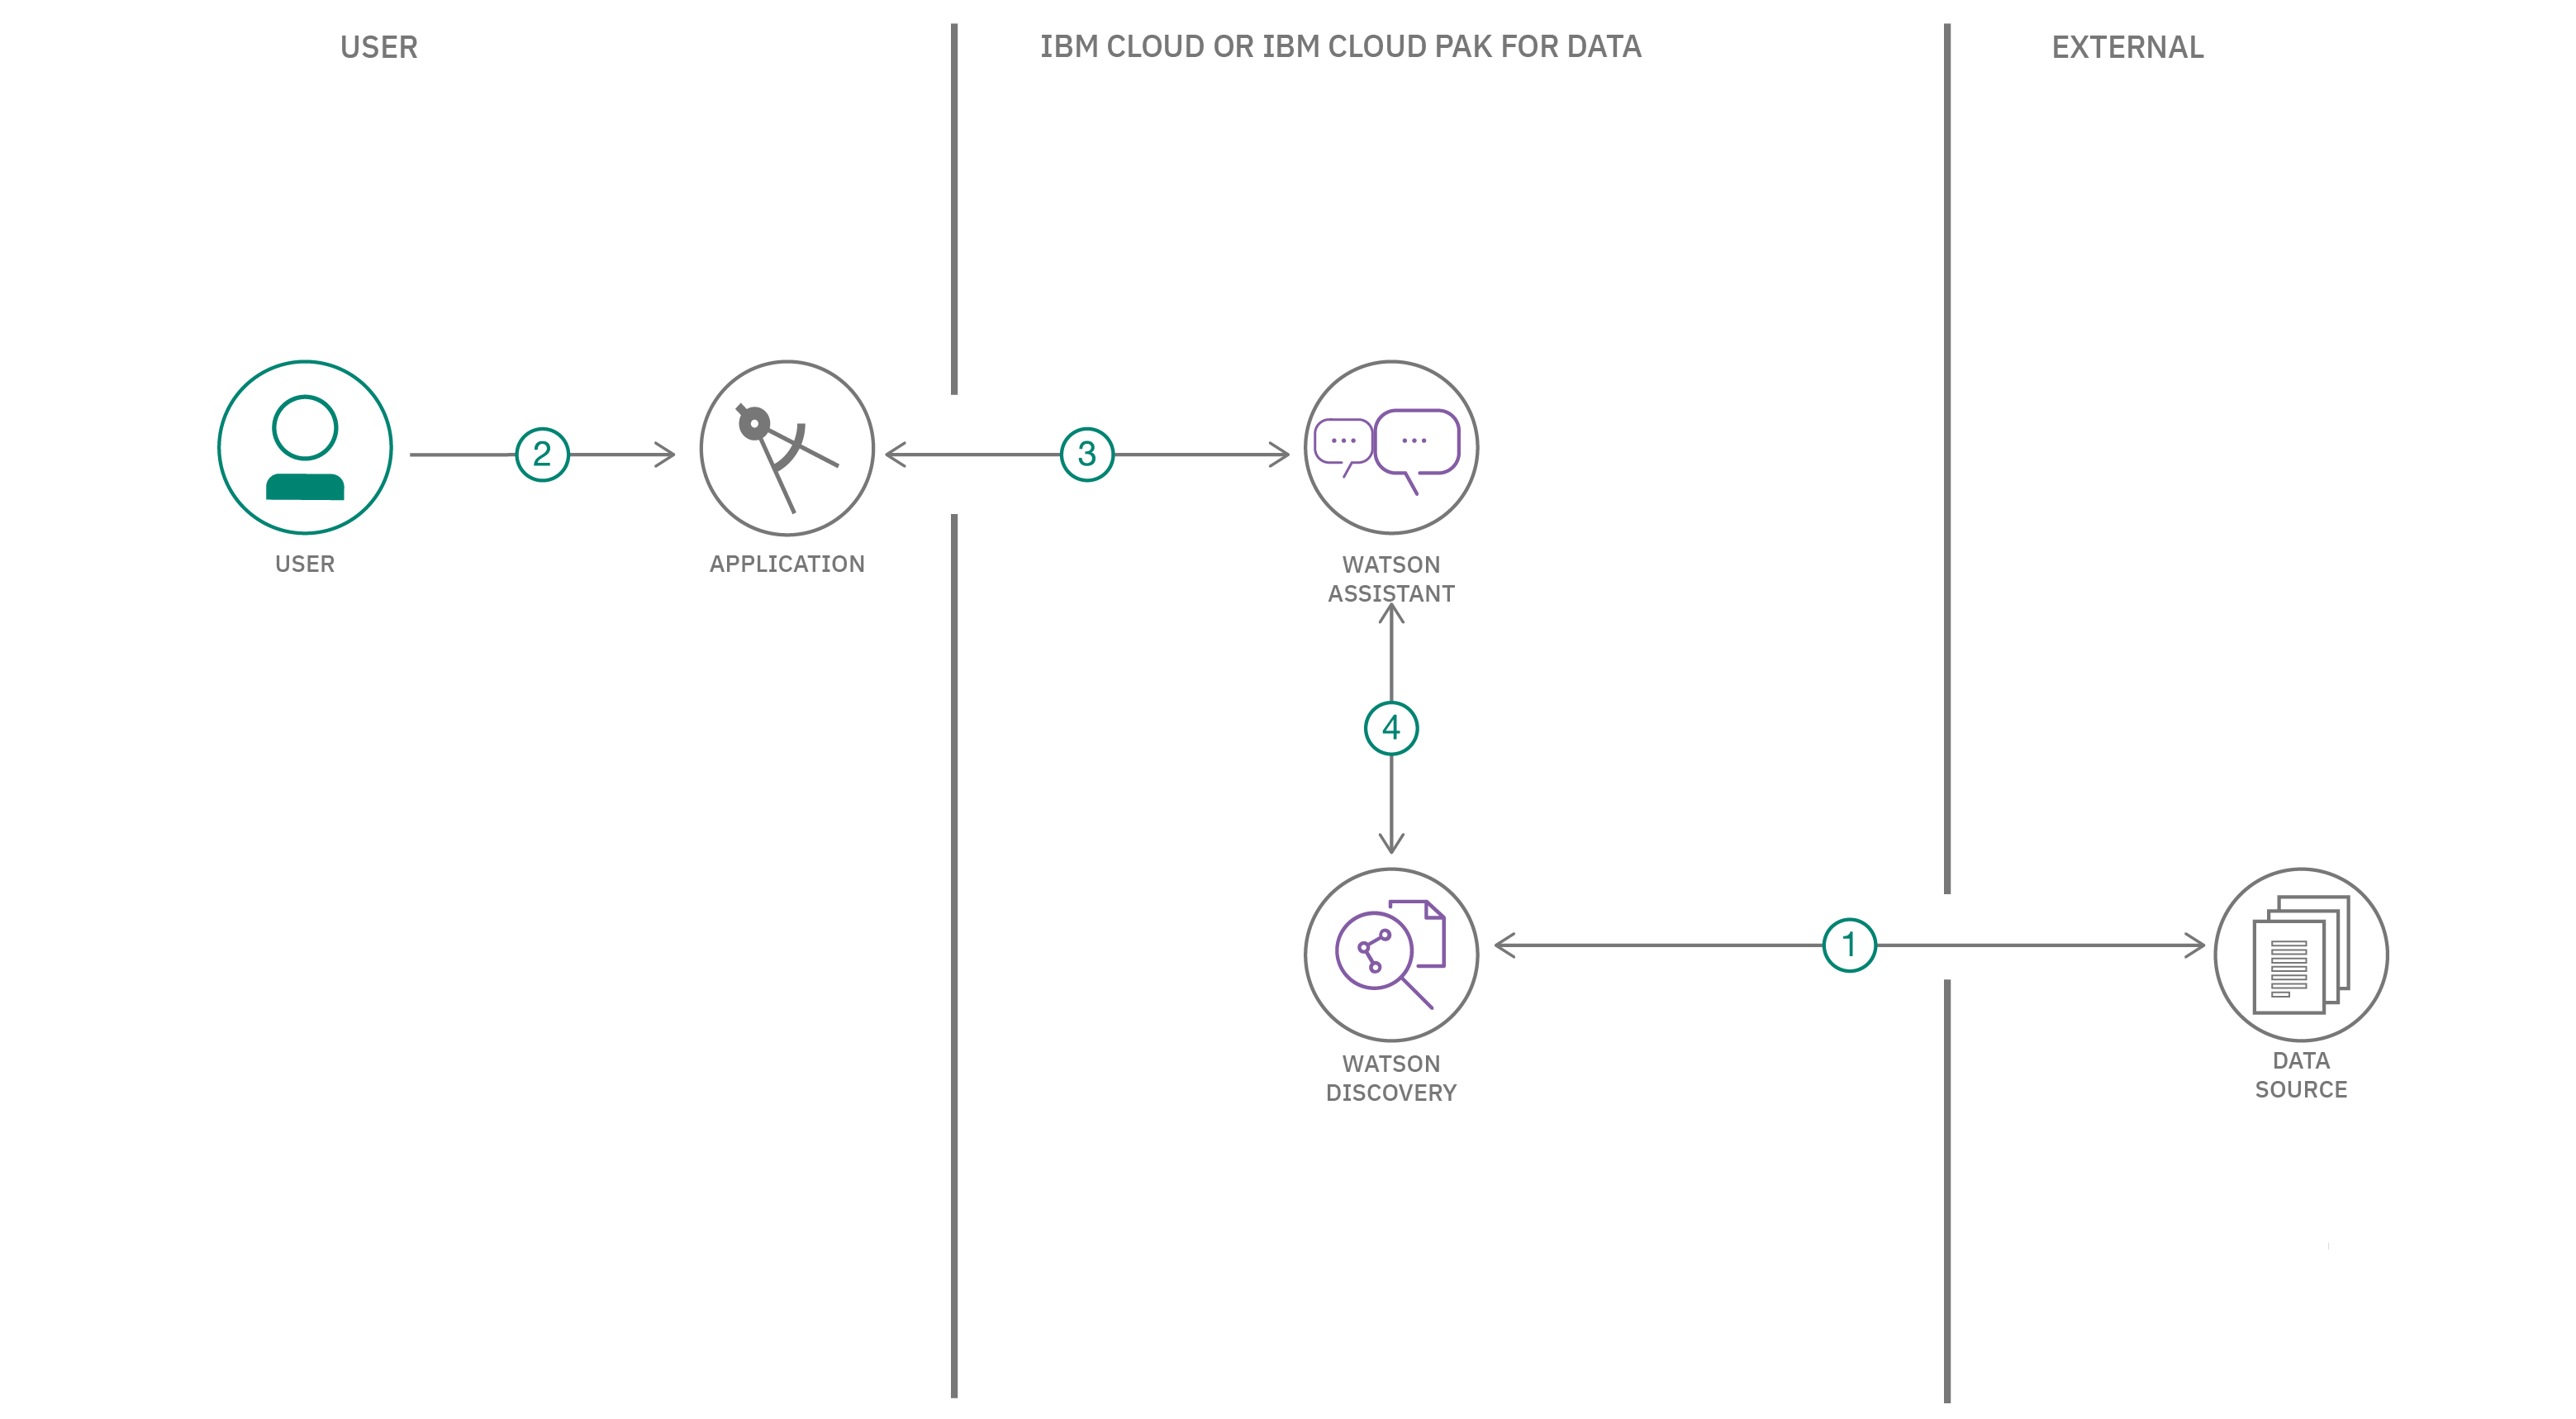 USER
IBM CLOUD OR IBM CLOUD PAK FOR DATA
EXTERNAL
2
3
USER
APPLICATION
WATSON
ASSISTANT
4
1
WATSON
DISCOVERY
DATA
SOURCE